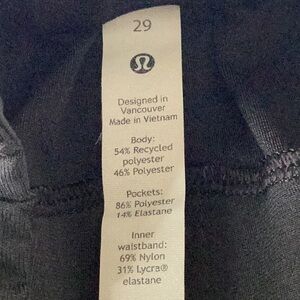 29
Designed in
Vancouver
Made in Vietnam
Body:
54% Recycled
polyester
46% Polyester
Pockets:
86% Polyester
14% Elastane
Inner
waistband:
69% Nylon
31% Lycra®
elastane